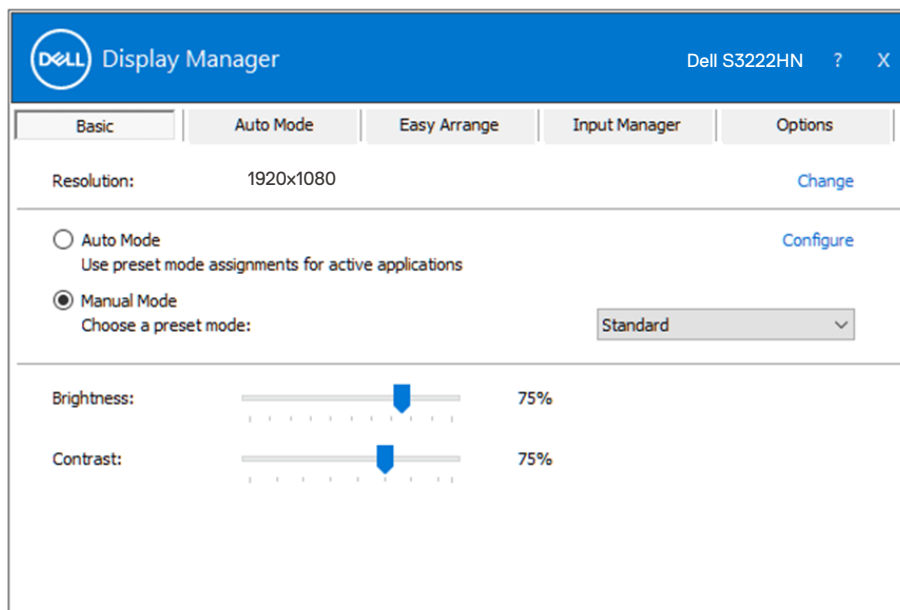 DELL Display Manager Dell S3222HN ? X
Basic Auto Mode Easy Arrange Input Manager Options
Resolution: 1920x1080 Change
Auto Mode Configure
Use preset mode assignments for active applications
Manual Mode
Choose a preset mode: Standard
Brightness: 75%
Contrast: 75%